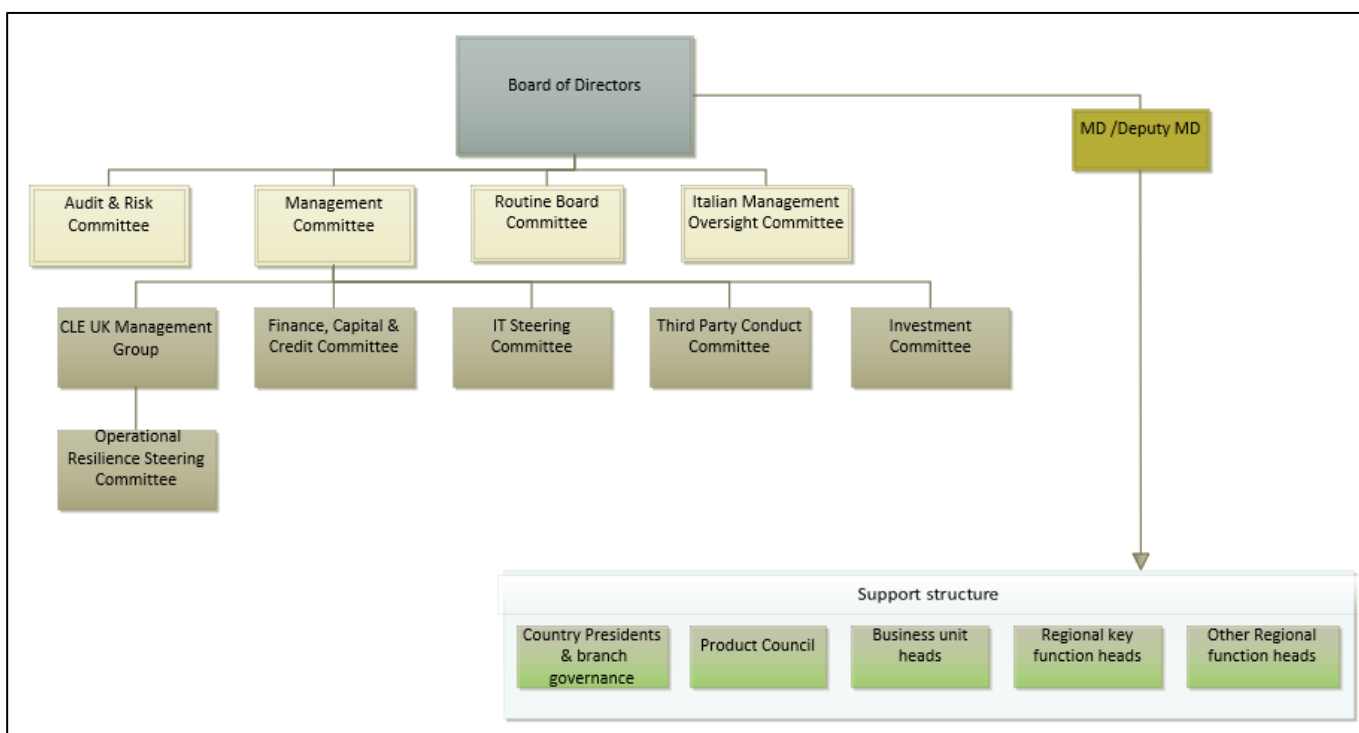 Board of Directors
MD /Deputy MD
Audit & Risk
Committee
Management
Committee
Routine Board
Committee
Italian Management
Oversight Committee
CLE UK Management
Group
Finance, Capital &
Credit Committee
IT Steering
Committee
Third Party Conduct
Committee
Investment
Committee
Operational
Resilience Steering
Committee
Support structure
Country Presidents
& branch
governance
Product Council
Business unit
heads
Regional key
function heads
Other Regional
function heads